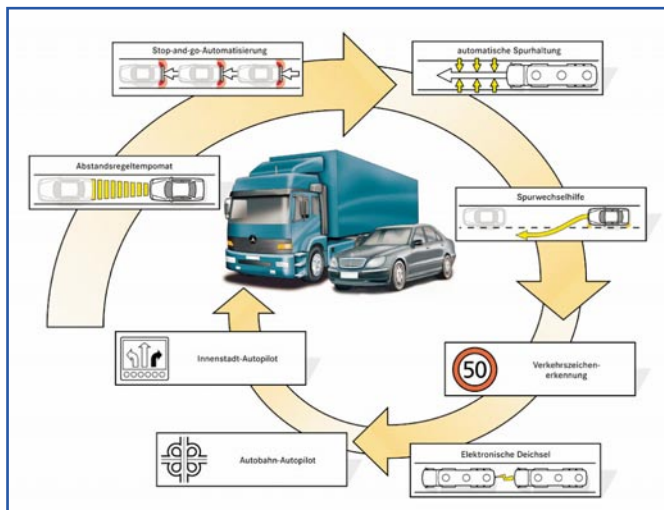 Stop-and-go-Automatisierung
automatische Spurhaltung
Abstandsregeltempomat
Spurwechselhilfe
Innenstadt-Autopilot
50
Verkehrszeichen-
erkennung
Autobahn-Autopilot
Elektronische Deichsel